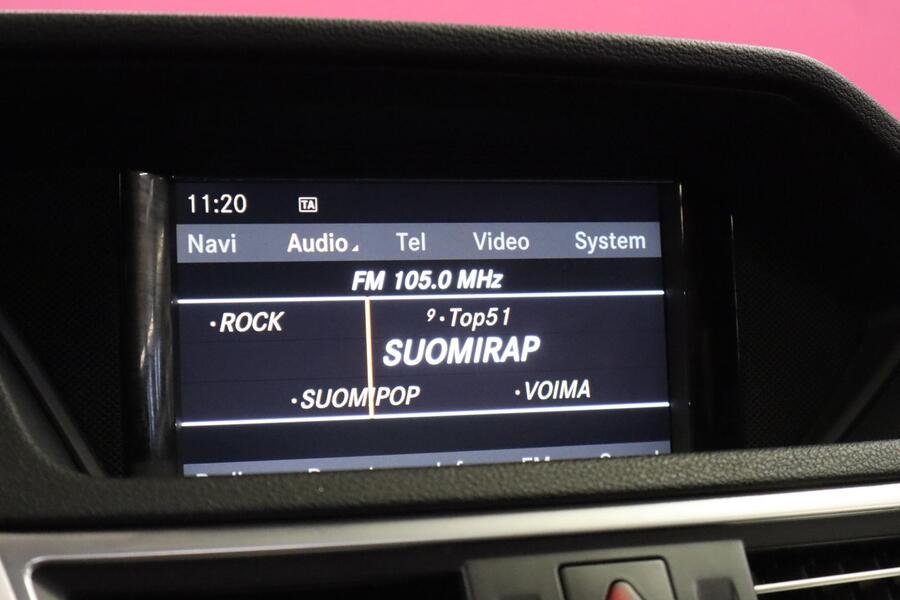 11:20 TA
Navi Audio Tel Video System
FM 105.0 MHz
·ROCK 9·Top51
SUOMIRAP
·SUOMIPOP ·VOIMA